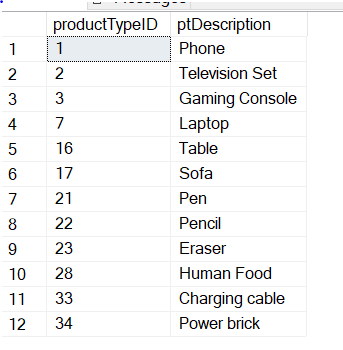 productTypeID ptDescription
1 1 Phone
2 2 Television Set
3 3 Gaming Console
4 7 Laptop
5 16 Table
6 17 Sofa
7 21 Pen
8 22 Pencil
9 23 Eraser
10 28 Human Food
11 33 Charging cable
12 34 Power brick